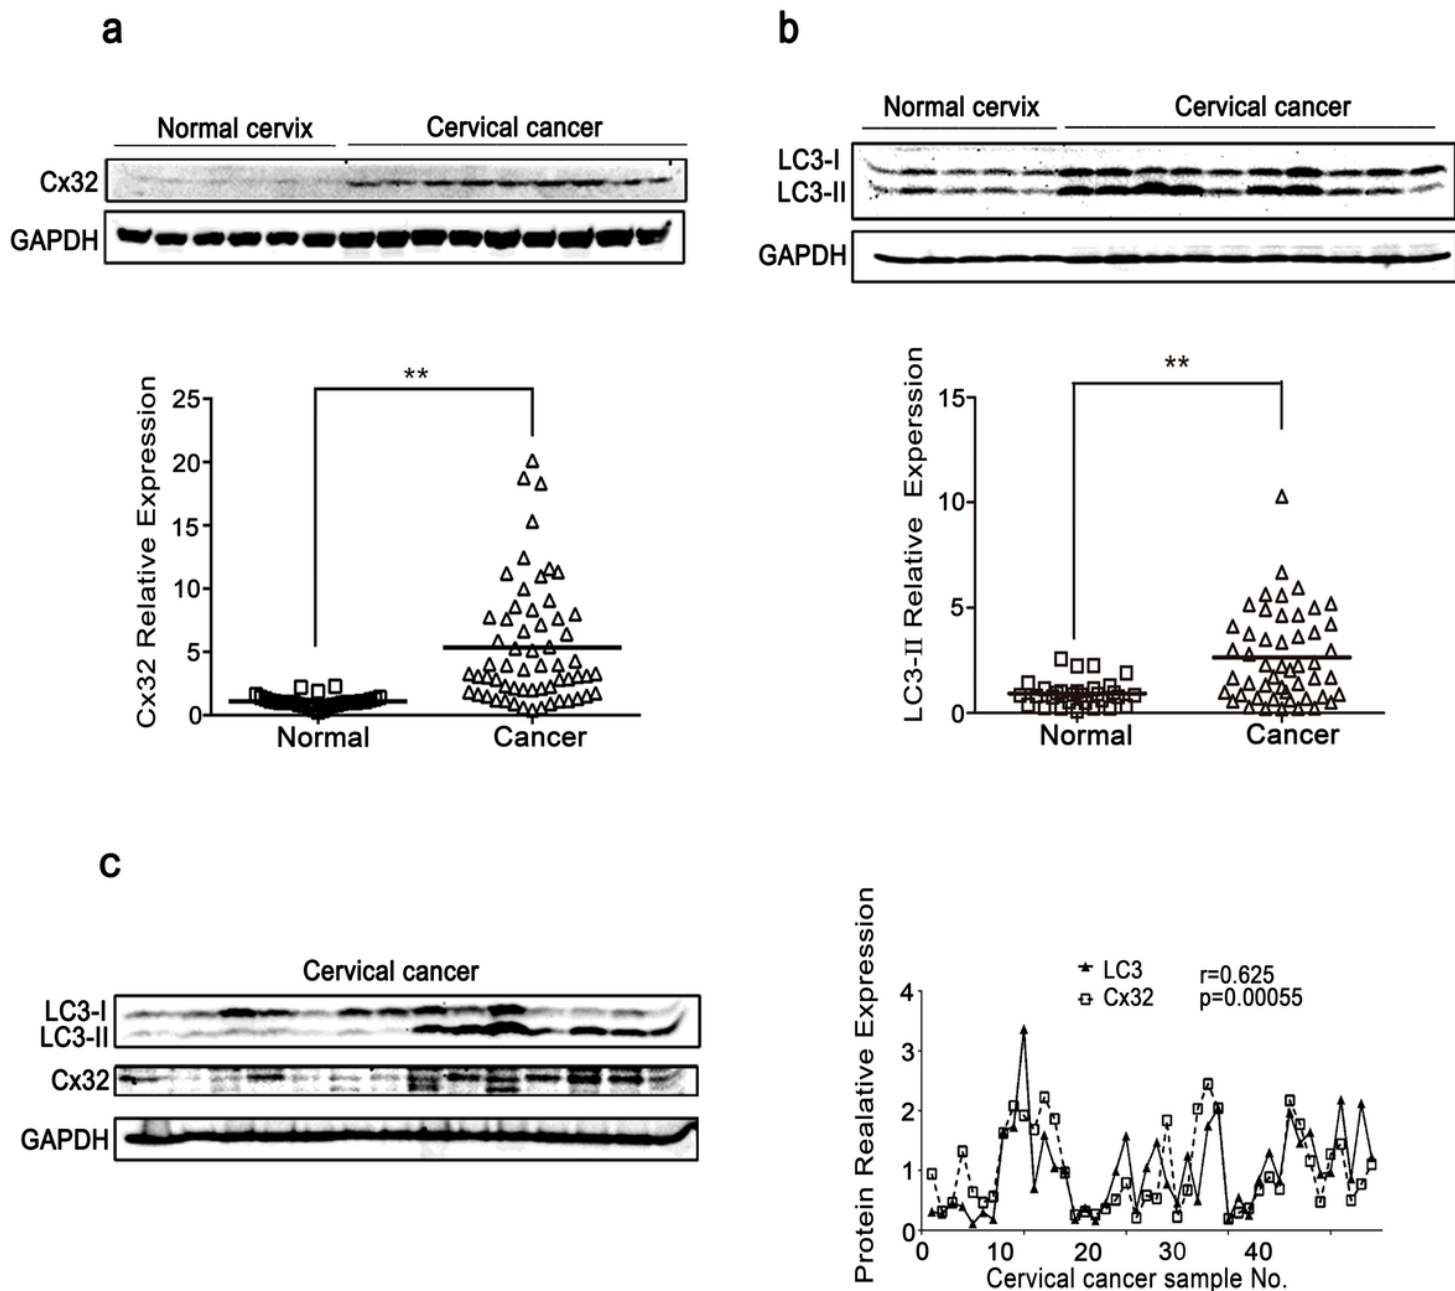 a
Normal cervix
Cervical cancer
Cx32
GAPDH
Cx32 Relative Expression
25
20
15
10
5
0
**
Normal
Cancer
b
Normal cervix
Cervical cancer
LC3-I
LC3-II
GAPDH
LC3-II Relative Experssion
15
10
5
0
**
Normal
Cancer
c
Cervical cancer
LC3-I
LC3-II
Cx32
GAPDH
Protein Realative Expression
LC3
Cx32
r=0.625
p=0.00055
4
3
2
1
0
0 10 20 30 40
Cervical cancer sample No.